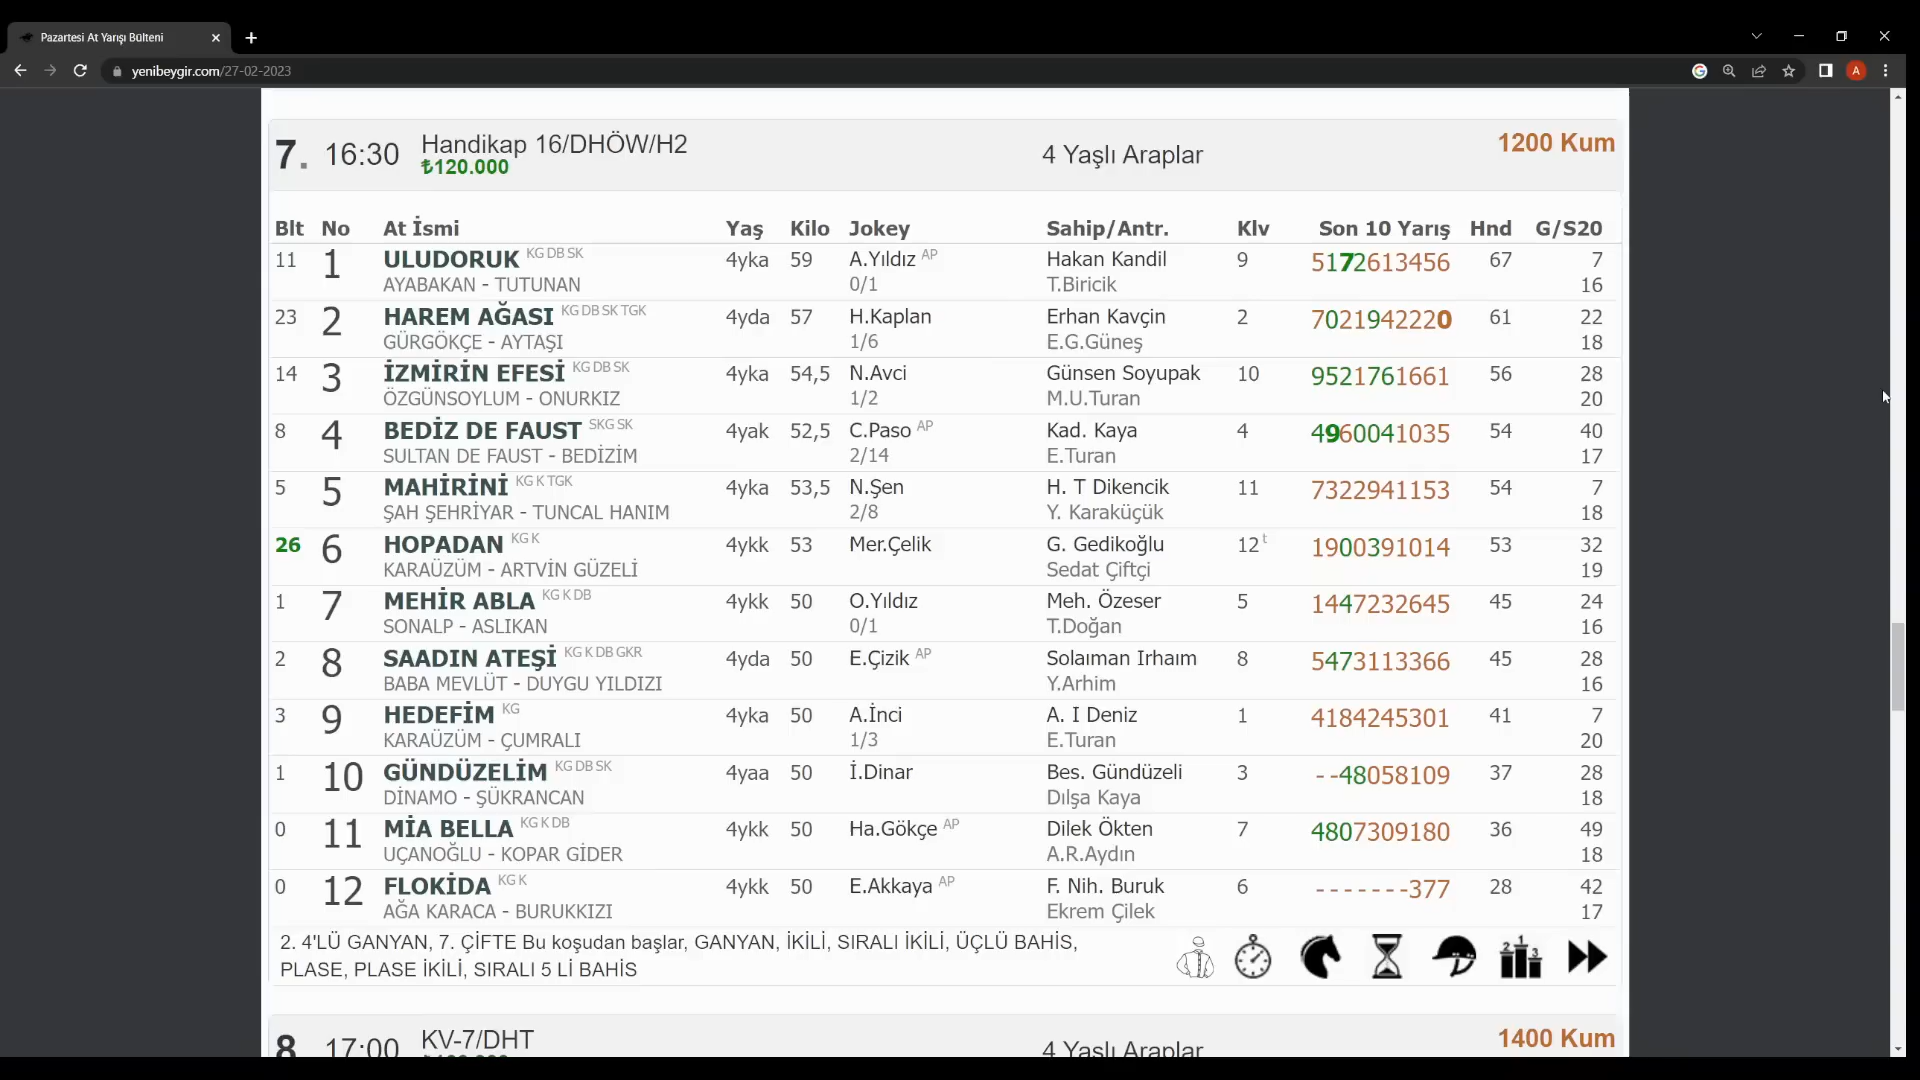 Pazartesi At Yarışı Bülteni
yenibeygir.com/27-02-2023
A
7. 16:30 Handikap 16/DHÖW/H2 4 Yaşlı Araplar 1200 Kum
₺120.000
Blt No At İsmi Yaş Kilo Jokey Sahip/Antr. Klv Son 10 Yarış Hnd G/S20
11 1 ULUDORUK KG DB SK 4yka 59 A.Yıldız AP Hakan Kandil 9 5172613456 67 7
AYABAKAN - TUTUNAN 0/1 T.Biricik 16
23 2 HAREM AĞASI KG DB SK TGK 4yda 57 H.Kaplan Erhan Kavçin 2 7021942220 61 22
GÜRGÖKÇE - AYTAŞI 1/6 E.G.Güneş 18
14 3 İZMİRİN EFESİ KG DB SK 4yka 54,5 N.Avci Günsen Soyupak 10 9521761661 56 28
ÖZGÜNSOYLUM - ONURKIZ 1/2 M.U.Turan 20
8 4 BEDİZ DE FAUST SKG SK 4yak 52,5 C.Paso AP Kad. Kaya 4 4960041035 54 40
SULTAN DE FAUST - BEDİZİM 2/14 E.Turan 17
5 5 MAHİRİNİ KG K TGK 4yka 53,5 N.Şen H. T Dikencik 11 7322941153 54 7
ŞAH ŞEHRİYAR - TUNCAL HANIM 2/8 Y. Karaküçük 18
26 6 HOPADAN KG K 4ykk 53 Mer.Çelik G. Gedikoğlu 12 t 1900391014 53 32
KARAÜZÜM - ARTVİN GÜZELİ Sedat Çiftçi 19
1 7 MEHİR ABLA KG K DB 4ykk 50 O.Yıldız Meh. Özeser 5 1447232645 45 24
SONALP - ASLIKAN 0/1 T.Doğan 16
2 8 SAADIN ATEŞİ KG K DB GKR 4yda 50 E.Çizik AP Solaıman Irhaım 8 5473113366 45 28
BABA MEVLÜT - DUYGU YILDIZI Y.Arhim 16
3 9 HEDEFİM KG 4yka 50 A.İnci A. I Deniz 1 4184245301 41 7
KARAÜZÜM - ÇUMRALI 1/3 E.Turan 20
1 10 GÜNDÜZELİM KG DB SK 4yaa 50 İ.Dinar Bes. Gündüzeli 3 --48058109 37 28
DİNAMO - ŞÜKRANCAN Dılşa Kaya 18
0 11 MİA BELLA KG K DB 4ykk 50 Ha.Gökçe AP Dilek Ökten 7 4807309180 36 49
UÇANOĞLU - KOPAR GİDER A.R.Aydın 18
0 12 FLOKİDA KG K 4ykk 50 E.Akkaya AP F. Nih. Buruk 6 -------377 28 42
AĞA KARACA - BURUKKIZI Ekrem Çilek 17
2. 4'LÜ GANYAN, 7. ÇİFTE Bu koşudan başlar, GANYAN, İKİLİ, SIRALI İKİLİ, ÜÇLÜ BAHİS,
PLASE, PLASE İKİLİ, SIRALI 5 Lİ BAHİS
2 1 3
8 17:00 KV-7/DHT 4 Yaşlı Araplar 1400 Kum